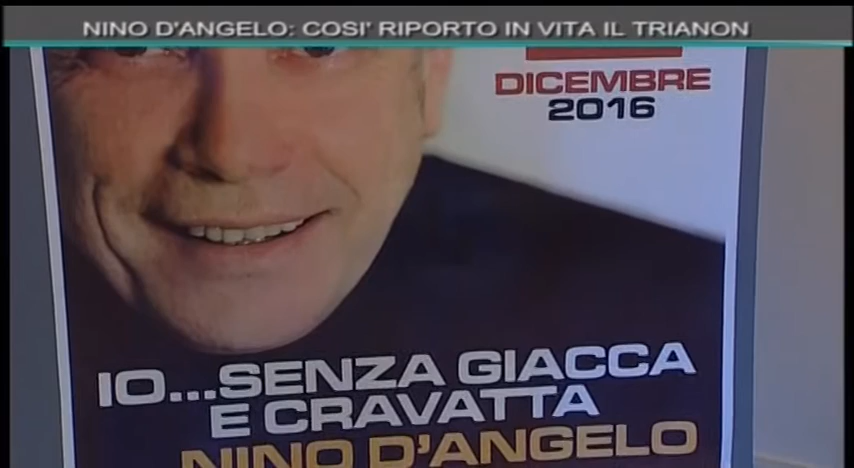 NINO D'ANGELO: COSI' RIPORTO IN VITA IL TRIANON
DICEMBRE
2016
IO...SENZA GIACCA
E CRAVATTA
NINO D'ANGELO